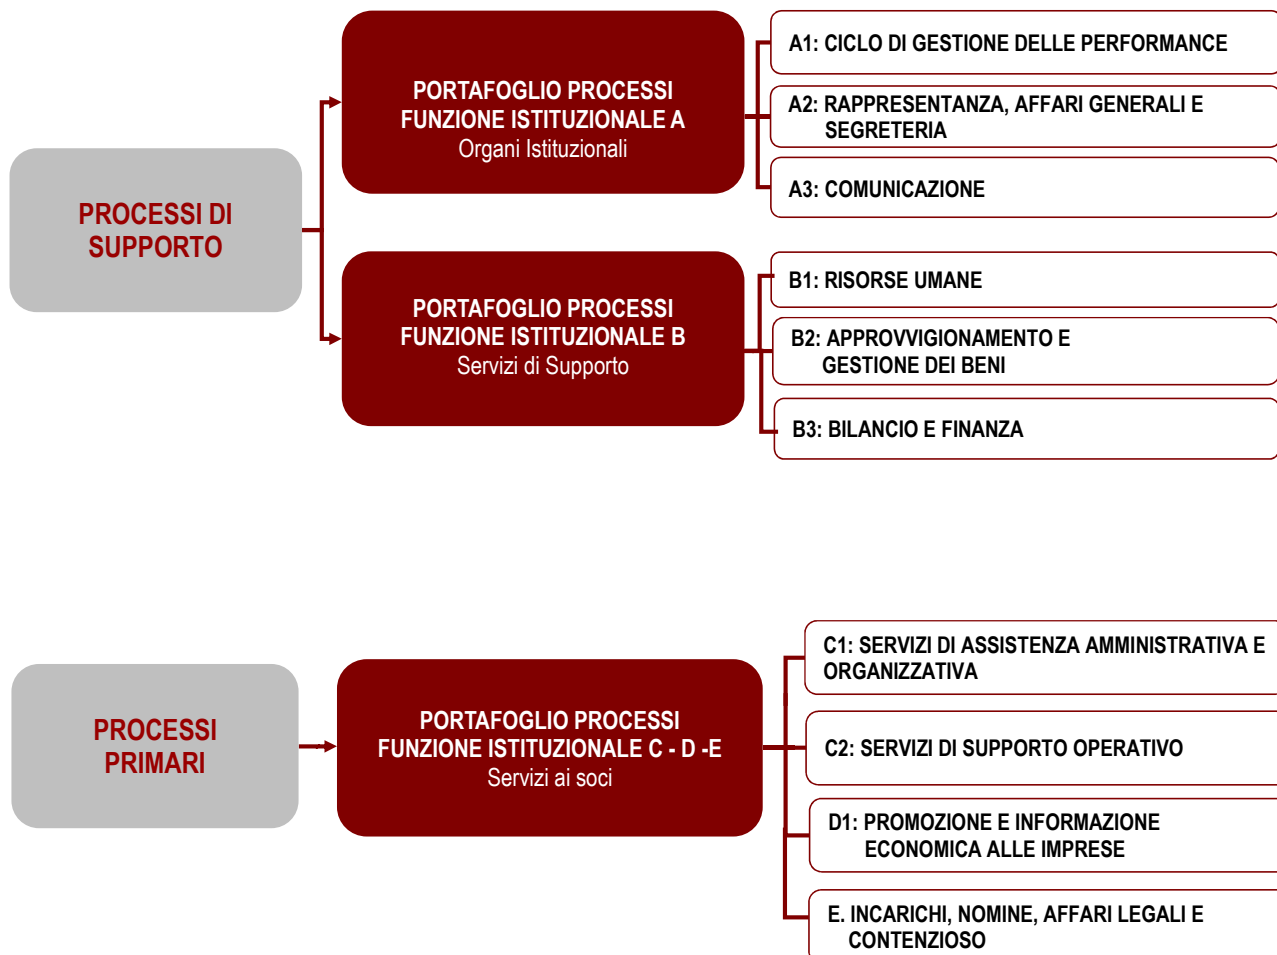 PROCESSI DI
SUPPORTO
PORTAFOGLIO PROCESSI
FUNZIONE ISTITUZIONALE A
Organi Istituzionali
A1: CICLO DI GESTIONE DELLE PERFORMANCE
A2: RAPPRESENTANZA, AFFARI GENERALI E
SEGRETERIA
A3: COMUNICAZIONE
PORTAFOGLIO PROCESSI
FUNZIONE ISTITUZIONALE B
Servizi di Supporto
B1: RISORSE UMANE
B2: APPROVVIGIONAMENTO E
GESTIONE DEI BENI
B3: BILANCIO E FINANZA
PROCESSI
PRIMARI
PORTAFOGLIO PROCESSI
FUNZIONE ISTITUZIONALE C - D -E
Servizi ai soci
C1: SERVIZI DI ASSISTENZA AMMINISTRATIVA E
ORGANIZZATIVA
C2: SERVIZI DI SUPPORTO OPERATIVO
D1: PROMOZIONE E INFORMAZIONE
ECONOMICA ALLE IMPRESE
E. INCARICHI, NOMINE, AFFARI LEGALI E
CONTENZIOSO